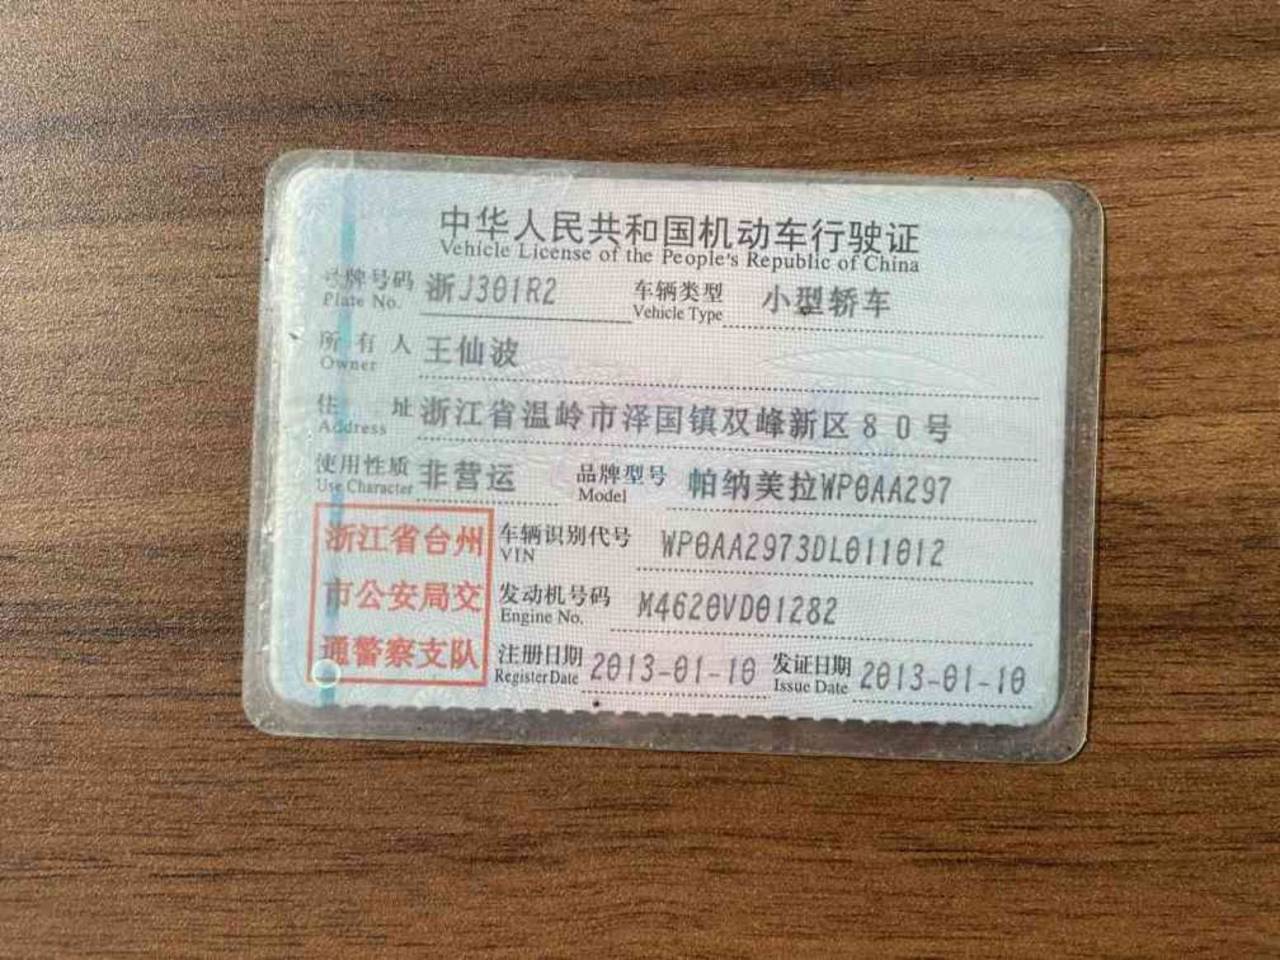 中华人民共和国机动车行驶证
Vehicle License of the People's Republic of China
号牌号码 浙J301R2 车辆类型 小型轿车
Plate No. Vehicle Type
所有人 王仙波
Owner
住址 浙江省温岭市泽国镇双峰新区80号
Address
使用性质 非营运 品牌型号 帕纳美拉WP0AA297
Use Character Model
浙江省台州
市公安局交
通警察支队
车辆识别代号 WP0AA2973DL011012
VIN
发动机号码 M4620VD01282
Engine No.
注册日期 2013-01-10 发证日期 2013-01-10
Register Date Issue Date